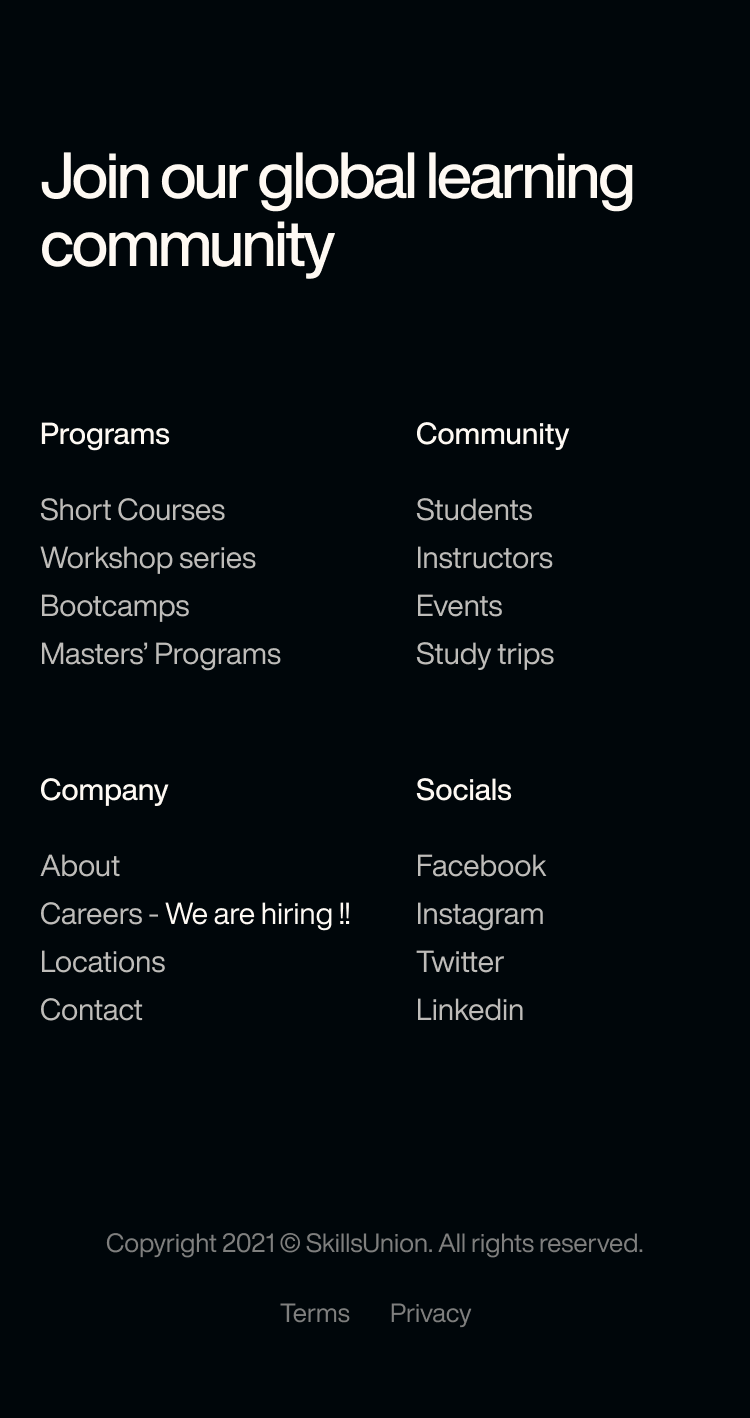 Join our global learning
community
Programs
Short Courses
Workshop series
Bootcamps
Masters’ Programs
Community
Students
Instructors
Events
Study trips
Company
About
Careers - We are hiring !!
Locations
Contact
Socials
Facebook
Instagram
Twitter
Linkedin
Copyright 2021 © SkillsUnion. All rights reserved.
Terms Privacy